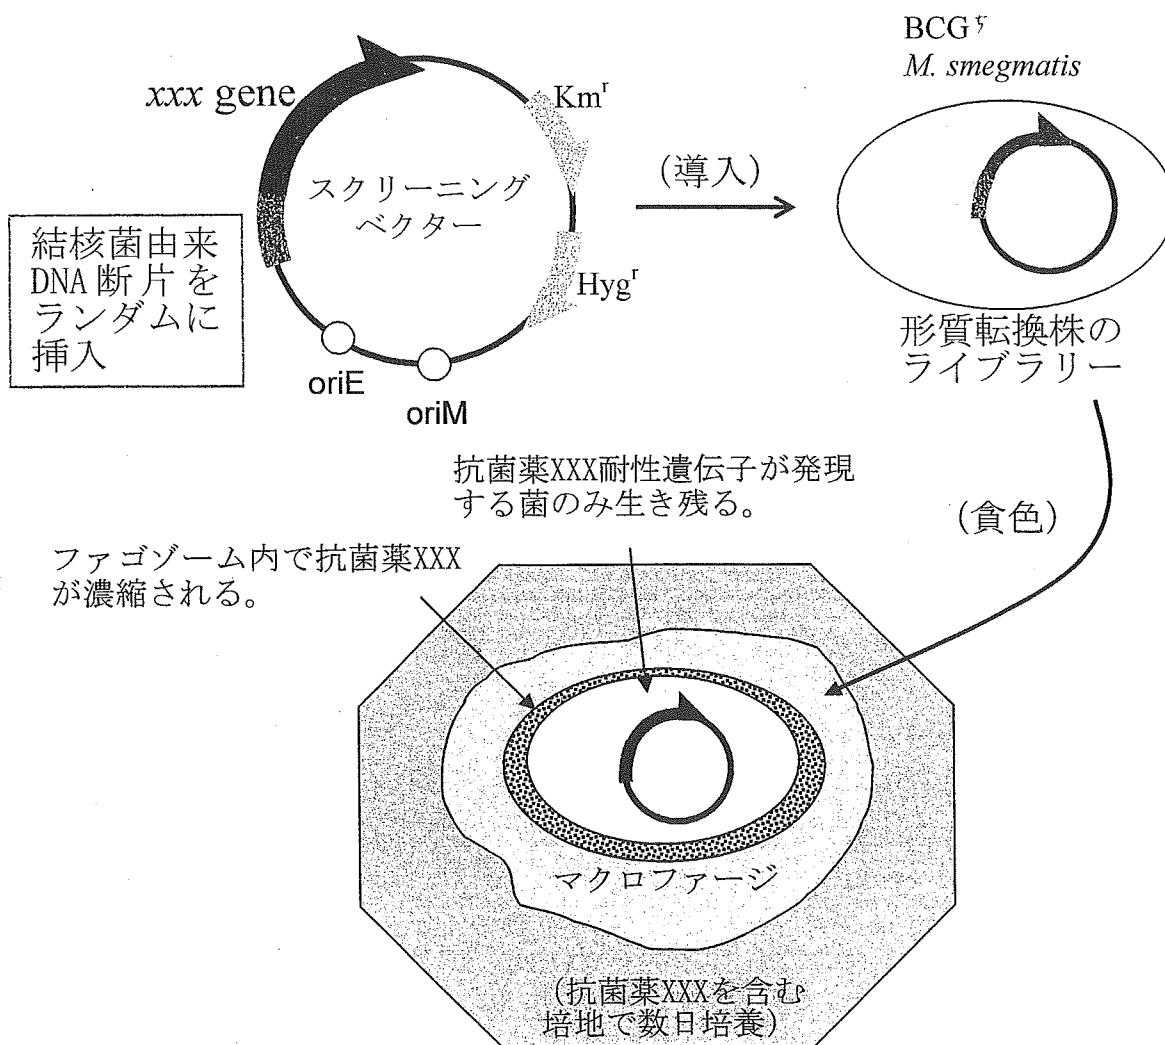 BCG
M. smegmatis
xxx gene
Kmʳ
スクリーニング
ベクター
(導入)
結核菌由来
DNA断片を
ランダムに
挿入
Hygʳ
oriE
oriM
形質転換株の
ライブラリー
抗菌薬XXX耐性遺伝子が発現
する菌のみ生き残る。
(貪色)
ファゴゾーム内で抗菌薬XXX
が濃縮される。
マクロファージ
(抗菌薬XXXを含む
培地で数日培養)